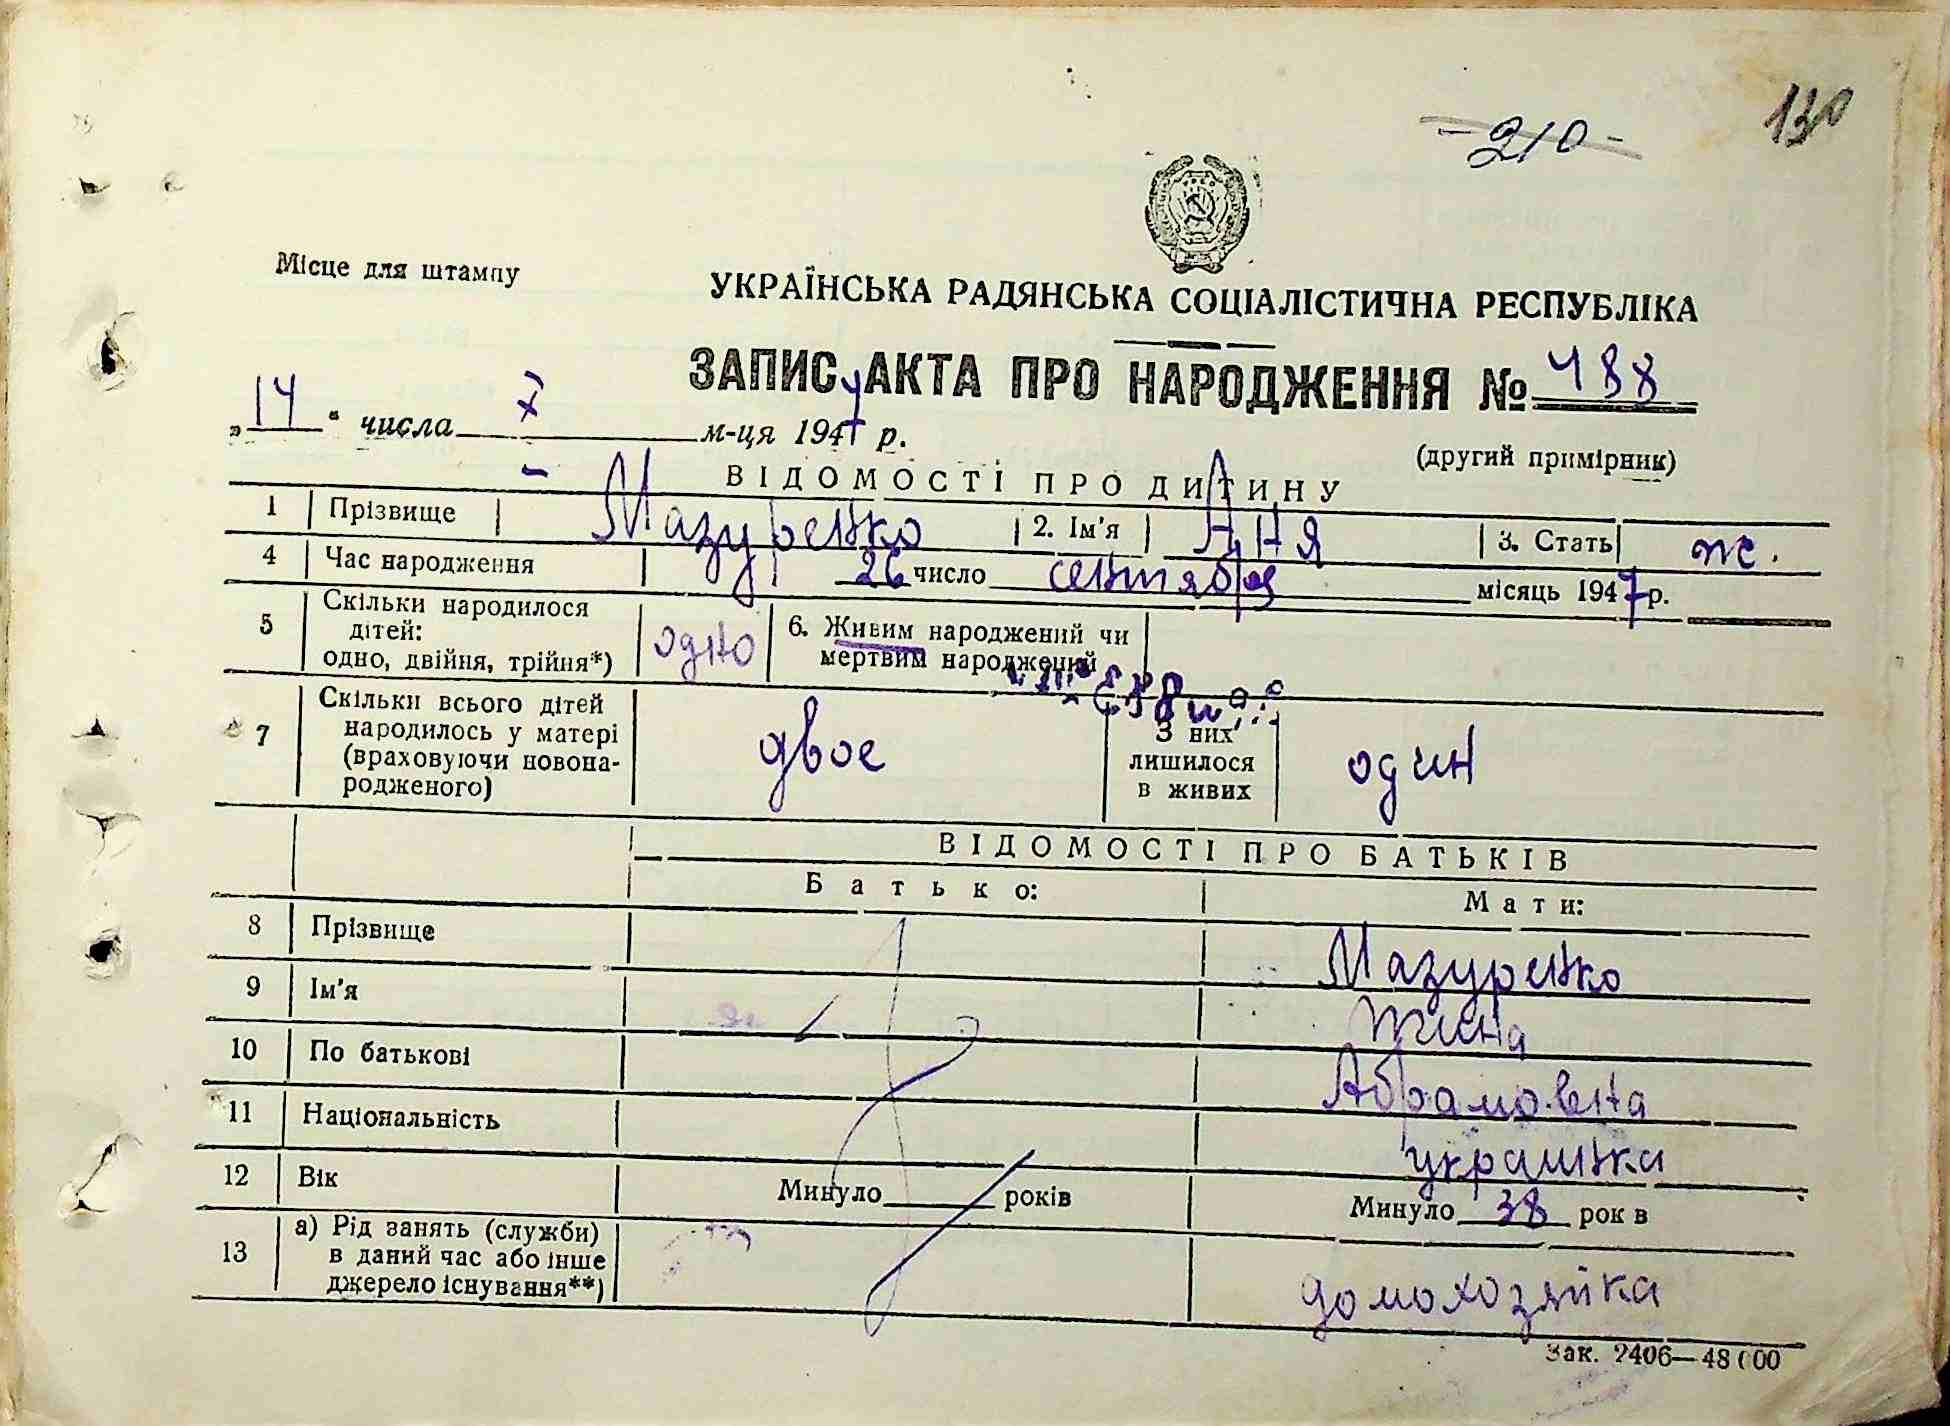 130
-210-
Місце для штампу
УКРАЇНСЬКА РАДЯНСЬКА СОЦІАЛІСТИЧНА РЕСПУБЛІКА
ЗАПИС АКТА ПРО НАРОДЖЕННЯ № 488
„14“ числа X м-ця 1947 р.
(другий примірник)
ВІДОМОСТІ ПРО ДИТИНУ
1 Прізвище Мазуренко 2. Ім'я Аня 3. Стать ж.
4 Час народження 26 число сентября місяць 1947 р.
5 Скільки народилося дітей: одно, двійня, трійня*) одно 6. Живим народжений чи мертвим народжений
7 Скільки всього дітей народилось у матері (враховуючи новонародженого) двое З них лишилося в живих один
ВІДОМОСТІ ПРО БАТЬКІВ
Батько: Мати:
8 Прізвище Мазуренко
9 Ім'я
10 По батькові Абрамовна
11 Національність украинка
12 Вік Минуло років Минуло 38 рок в
13 а) Рід занять (служби) в даний час або інше джерело існування**) домохозяйка
Зак. 2406—48000